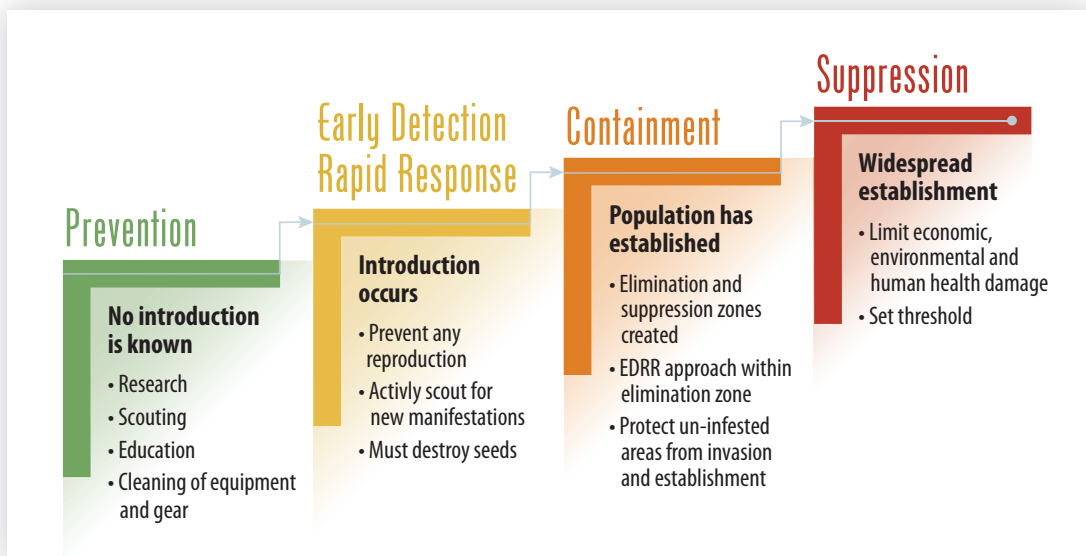 Prevention
No introduction
is known
• Research
• Scouting
• Education
• Cleaning of equipment
and gear
Early Detection
Rapid Response
Introduction
occurs
• Prevent any
reproduction
• Activly scout for
new manifestations
• Must destroy seeds
Containment
Population has
established
• Elimination and
suppression zones
created
• EDRR approach within
elimination zone
• Protect un-infested
areas from invasion
and establishment
Suppression
Widespread
establishment
• Limit economic,
environmental and
human health damage
• Set threshold